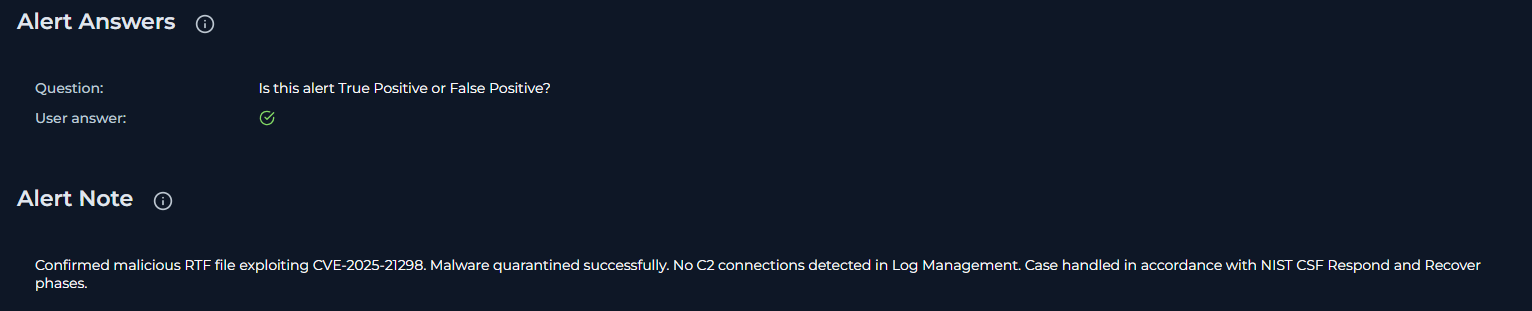 Alert Answers
Question: Is this alert True Positive or False Positive?
User answer:
Alert Note
Confirmed malicious RTF file exploiting CVE-2025-21298. Malware quarantined successfully. No C2 connections detected in Log Management. Case handled in accordance with NIST CSF Respond and Recover
phases.